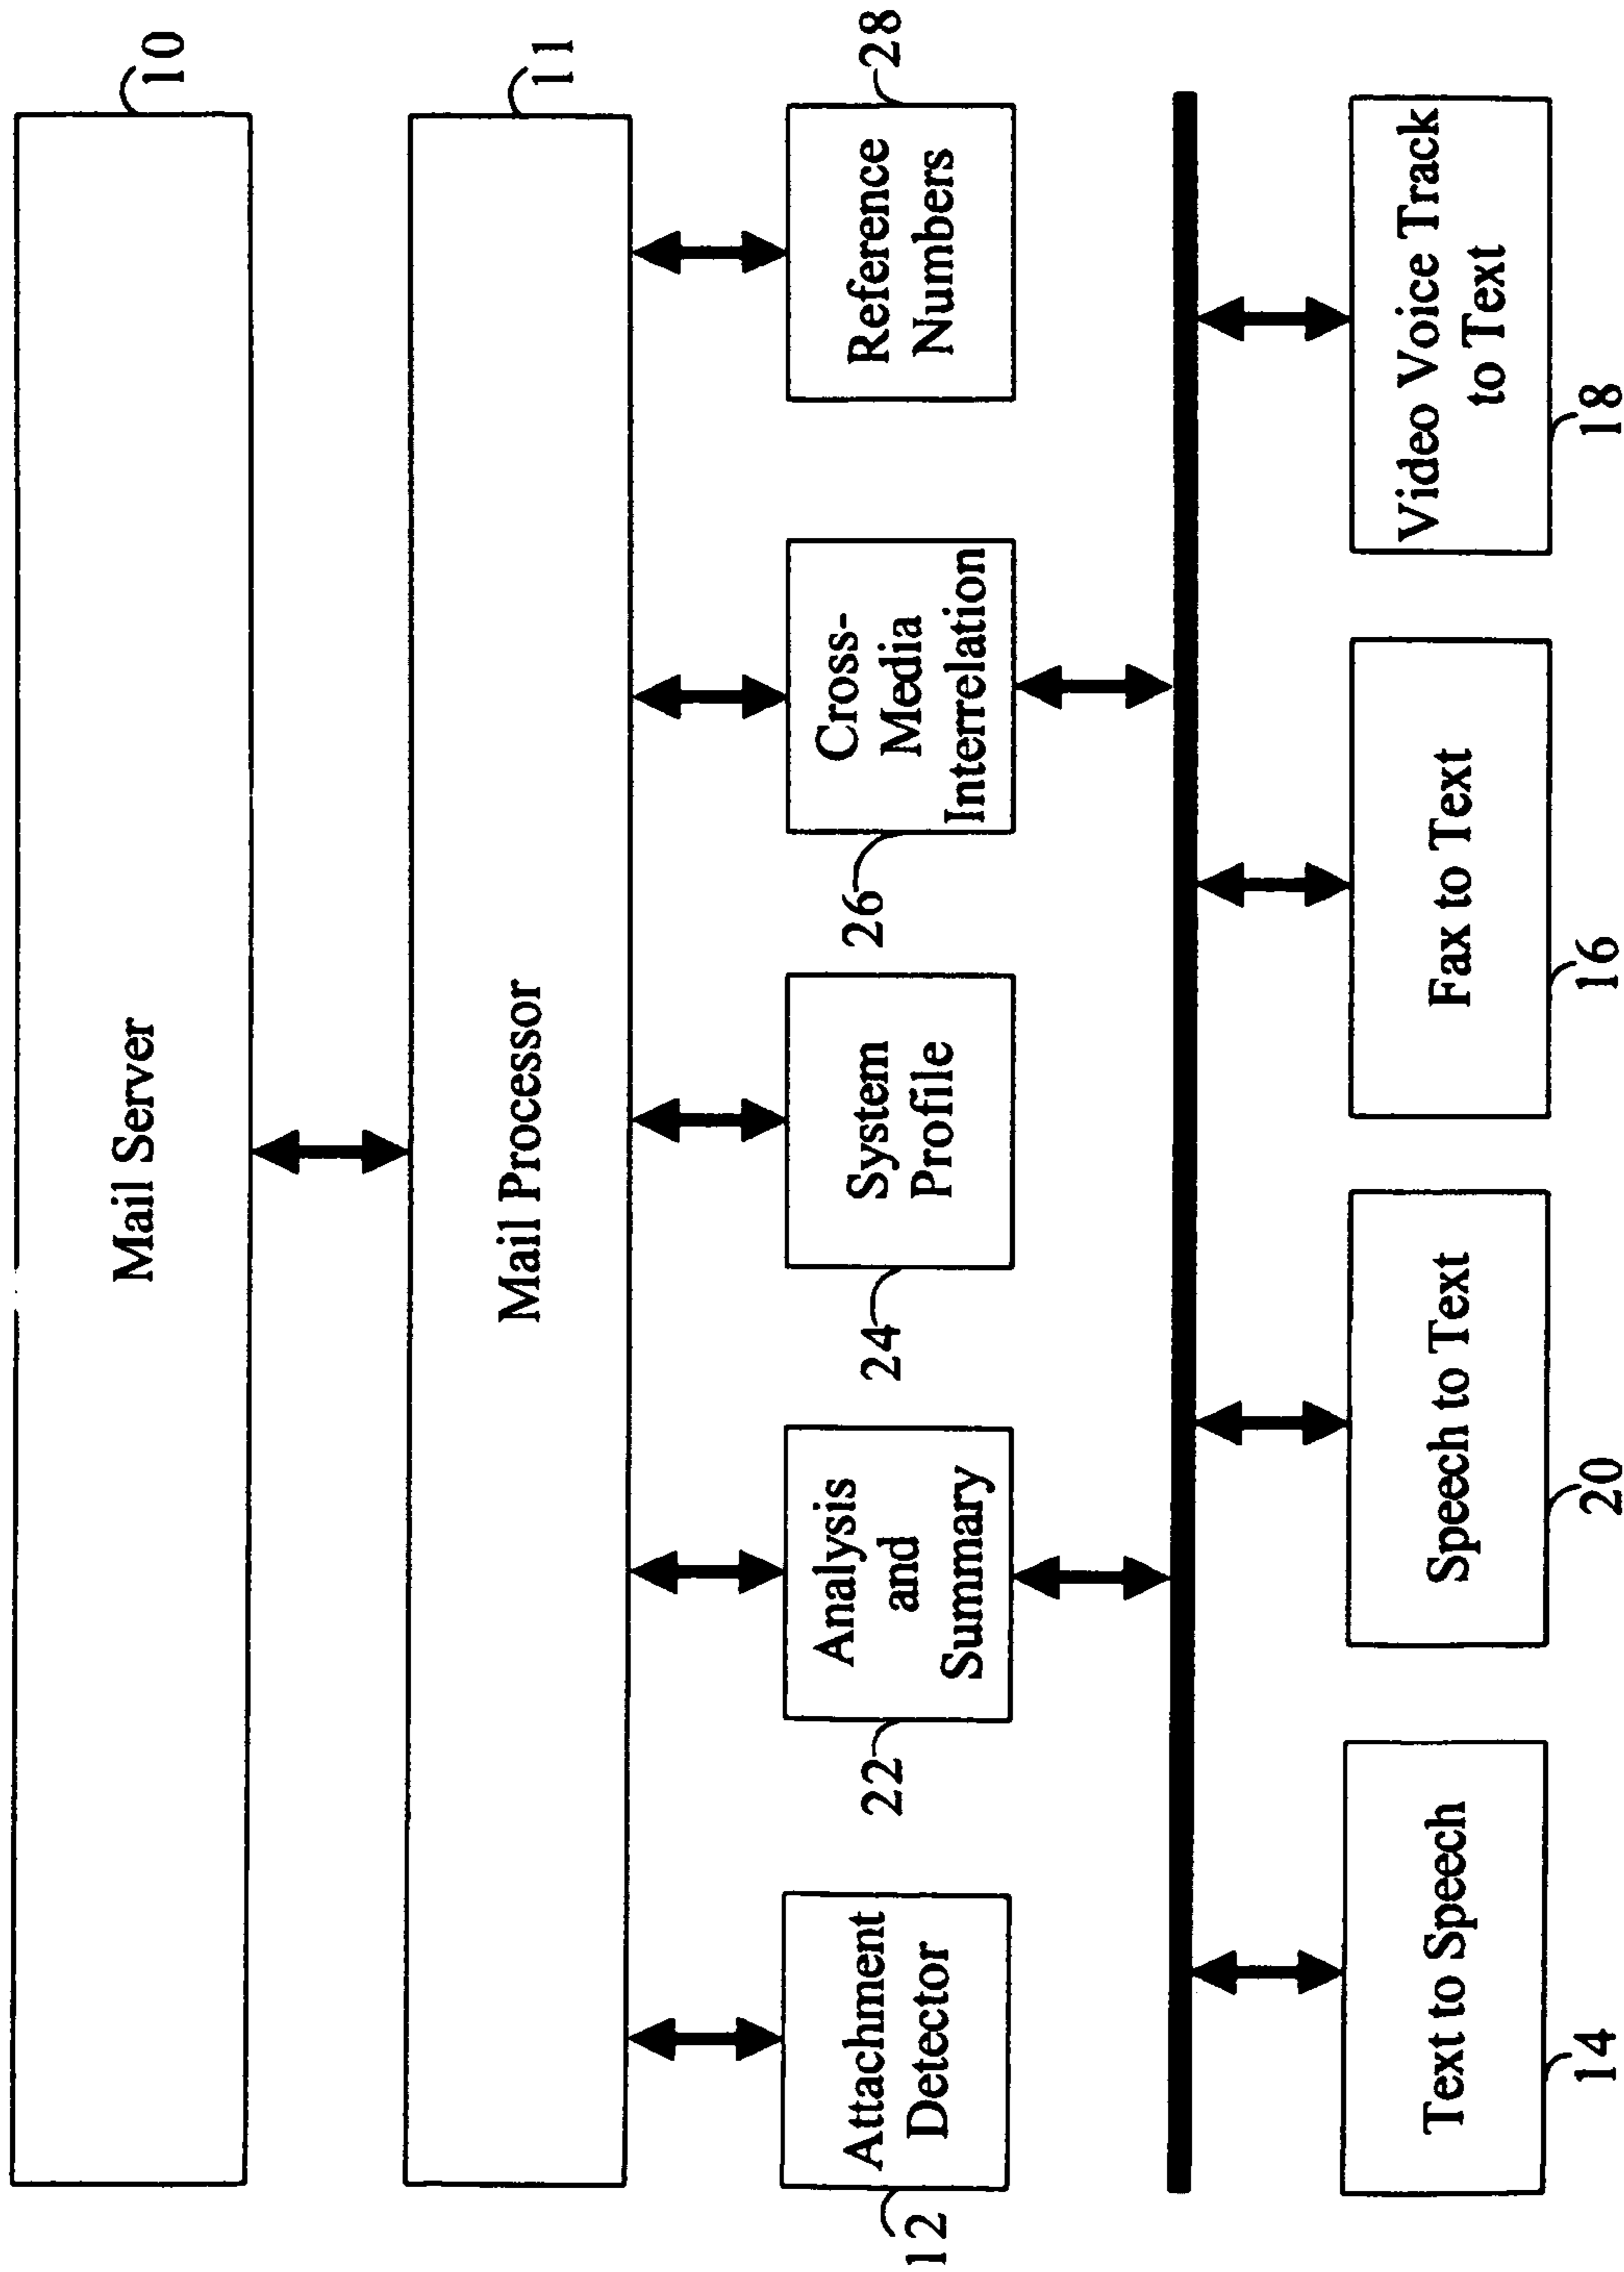 10
Mail Server
11
Mail Processor
12
Attachment
Detector
22
Analysis
and
Summary
24
System
Profile
26
Cross-
Media
Interrelation
28
Reference
Numbers
Text to Speech
14
Speech to Text
20
Fax to Text
16
Video Voice Track
to Text
18